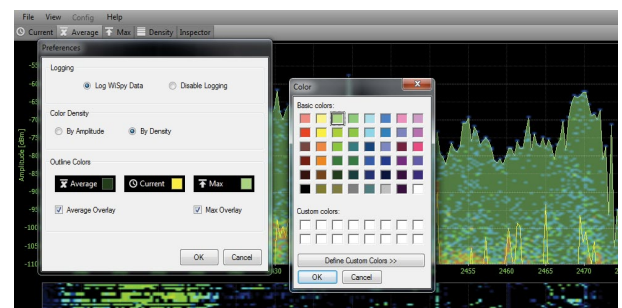 File View Config Help
Current Average Max Density Inspector
Preferences
Logging
Log WiSpy Data Disable Logging
Color Density
By Amplitude By Density
Outline Colors
Average Current Max
Average Overlay Max Overlay
OK Cancel
Color
Basic colors:
Custom colors:
Define Custom Colors >>
OK Cancel
Amplitude [dBm]
-55
-60
-65
-70
-75
-80
-85
-90
-95
-100
-105
-110
2455 2460 2465 2470